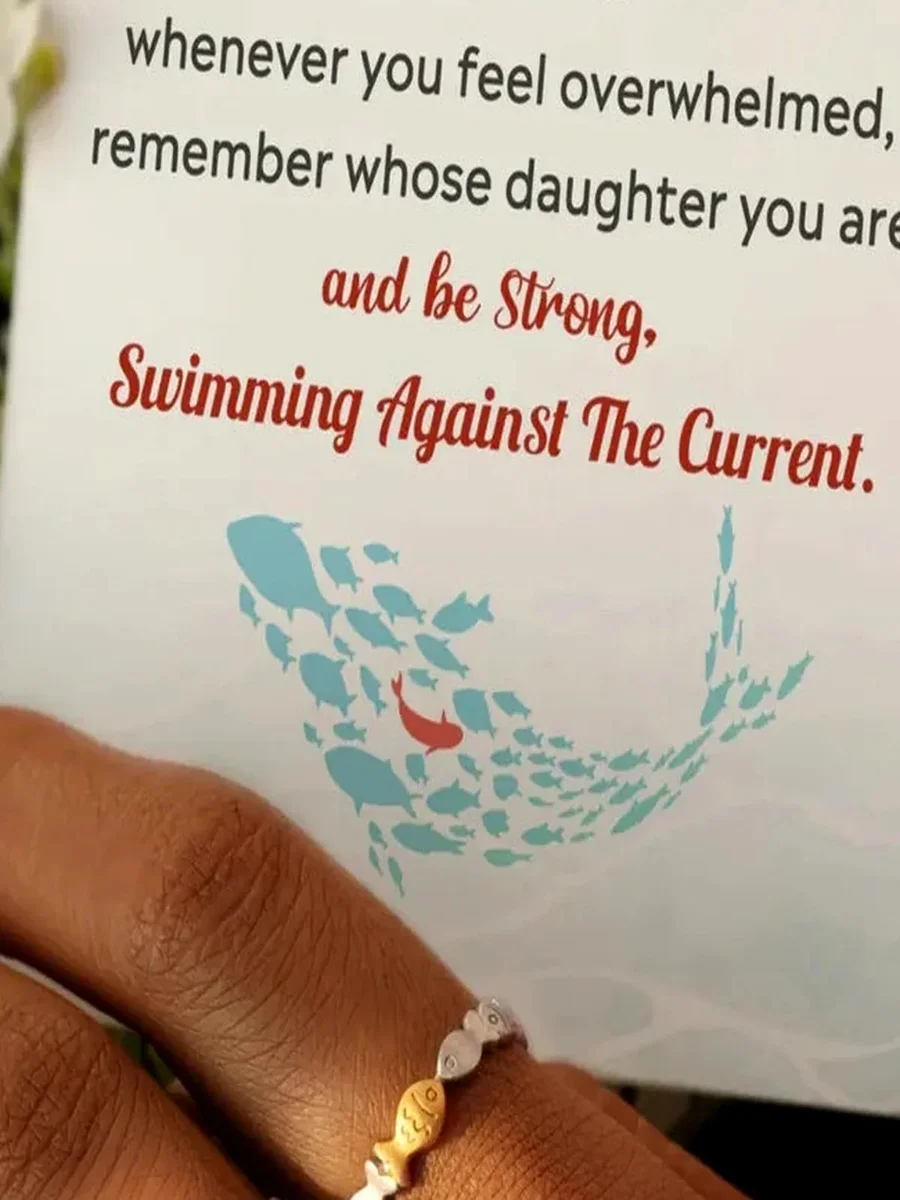 whenever you feel overwhelmed,
remember whose daughter you are
and be Strong,
Swimming Against The Current.